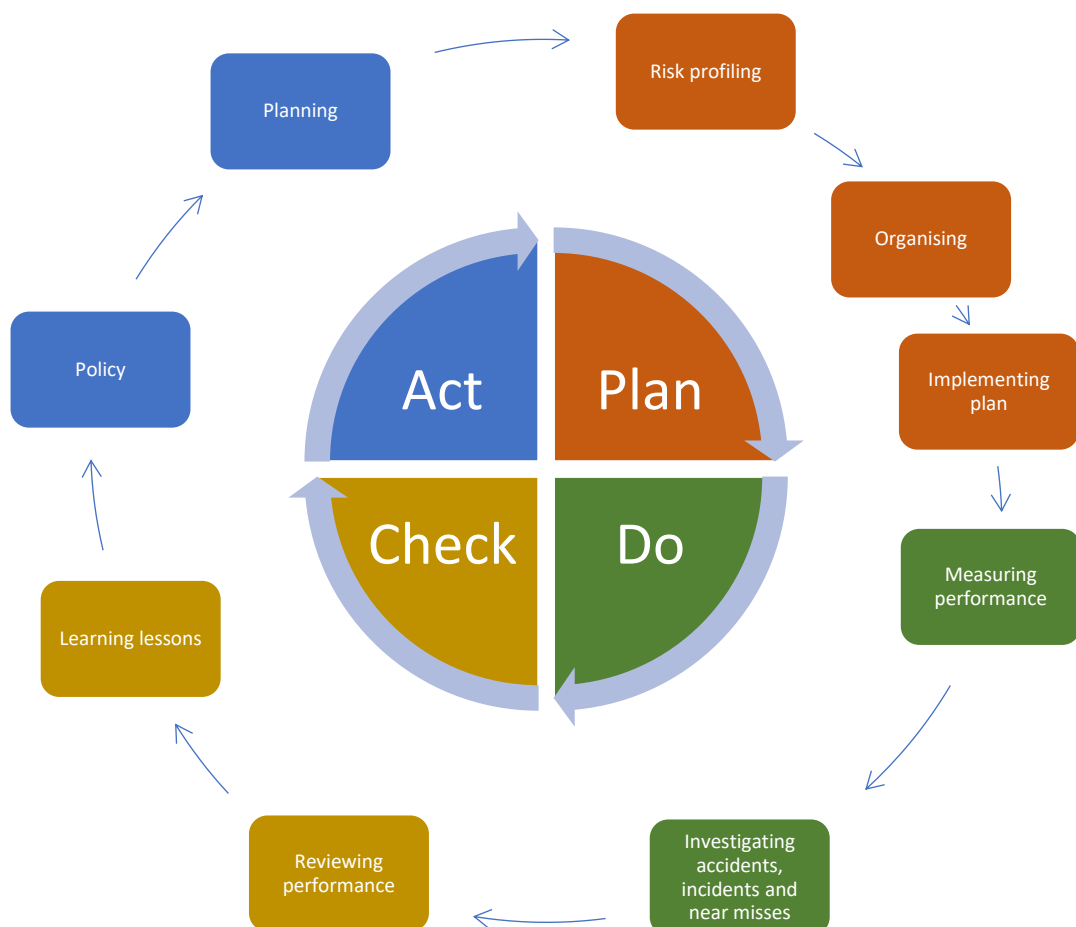 Planning
Risk profiling
Organising
Implementing
plan
Measuring
performance
Investigating
accidents,
incidents and
near misses
Reviewing
performance
Learning lessons
Policy
Act
Plan
Check
Do